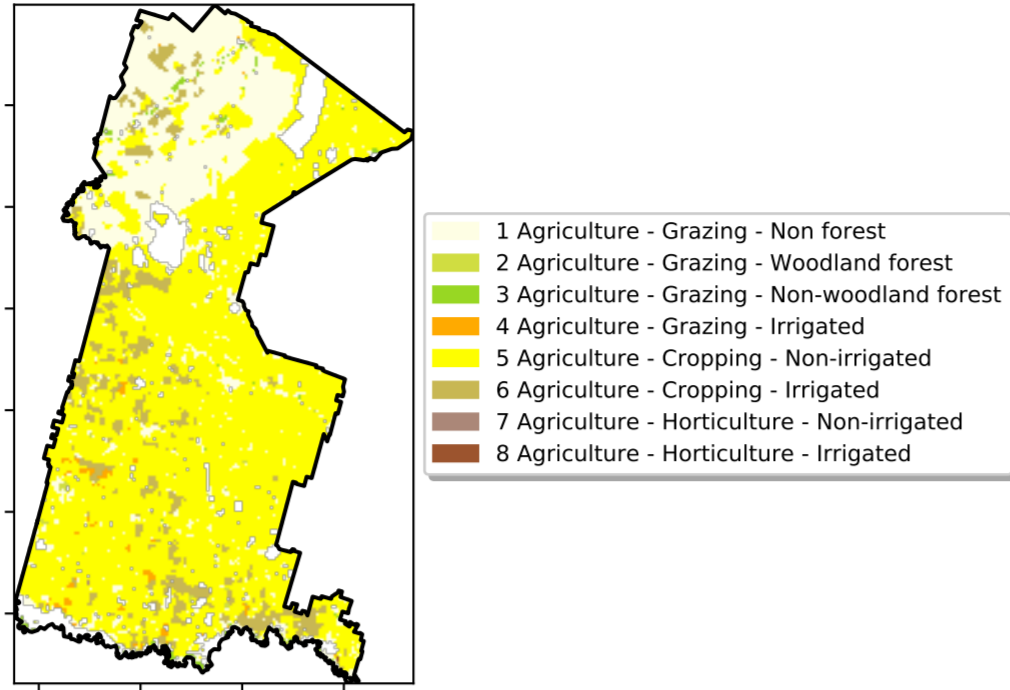 1 Agriculture - Grazing - Non forest
2 Agriculture - Grazing - Woodland forest
3 Agriculture - Grazing - Non-woodland forest
4 Agriculture - Grazing - Irrigated
5 Agriculture - Cropping - Non-irrigated
6 Agriculture - Cropping - Irrigated
7 Agriculture - Horticulture - Non-irrigated
8 Agriculture - Horticulture - Irrigated